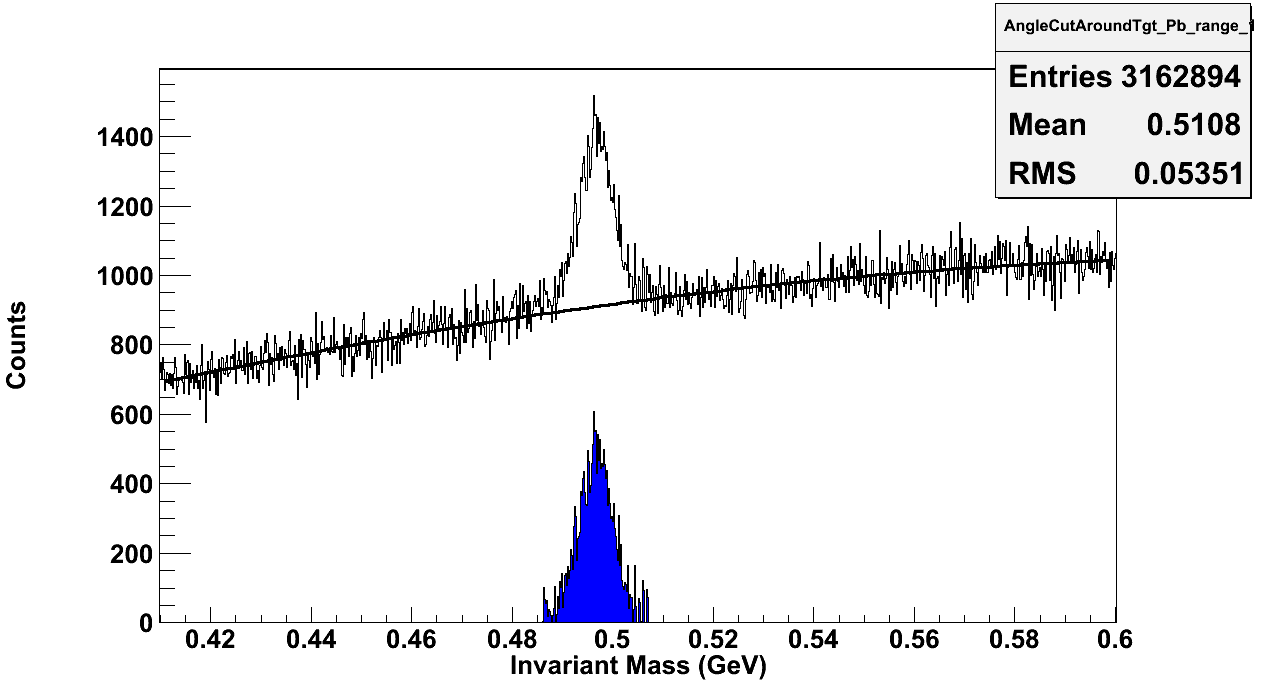 AngleCutAroundTgt_Pb_range_1
Entries 3162894
Mean 0.5108
RMS 0.05351
Counts
1400
1200
1000
800
600
400
200
0
0.42 0.44 0.46 0.48 0.5 0.52 0.54 0.56 0.58 0.6
Invariant Mass (GeV)